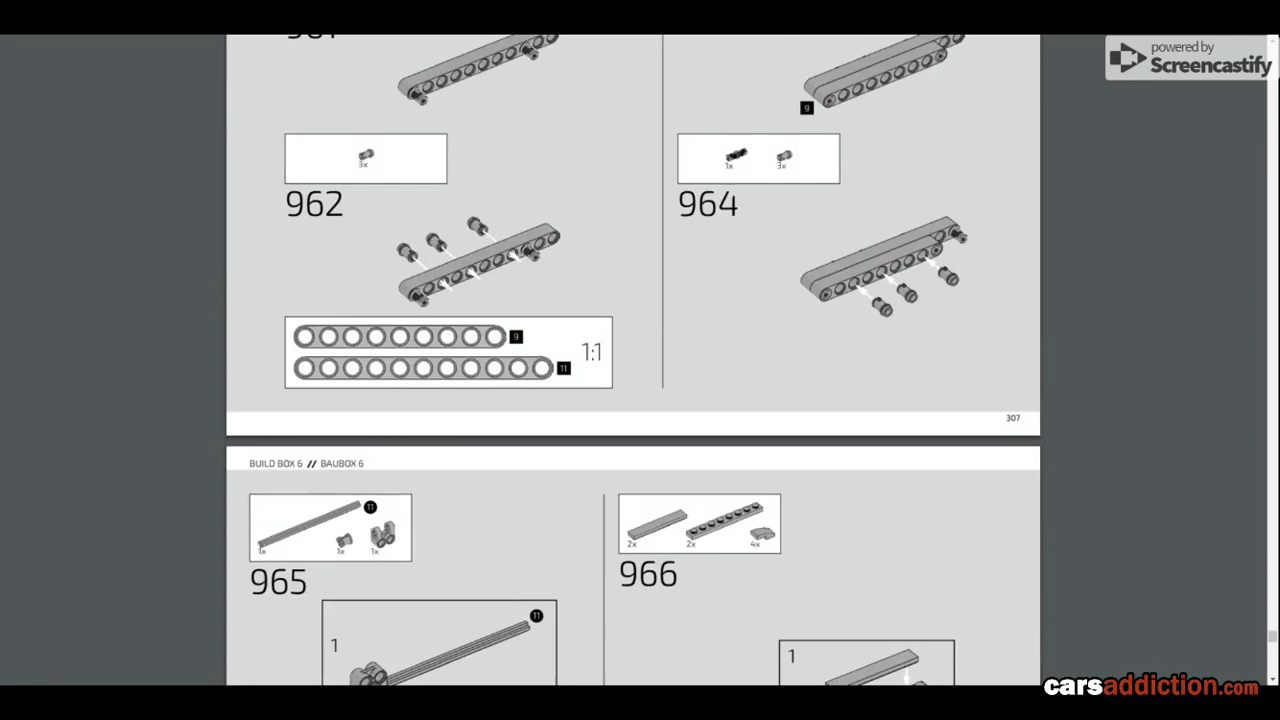 powered by
Screencastify
9
3x
1x
3x
962
964
9
11
1:1
307
BUILD BOX 6 // BAUBOX 6
11
1x
1x
1x
2x
2x
4x
965
966
11
1
1
carsaddiction.com